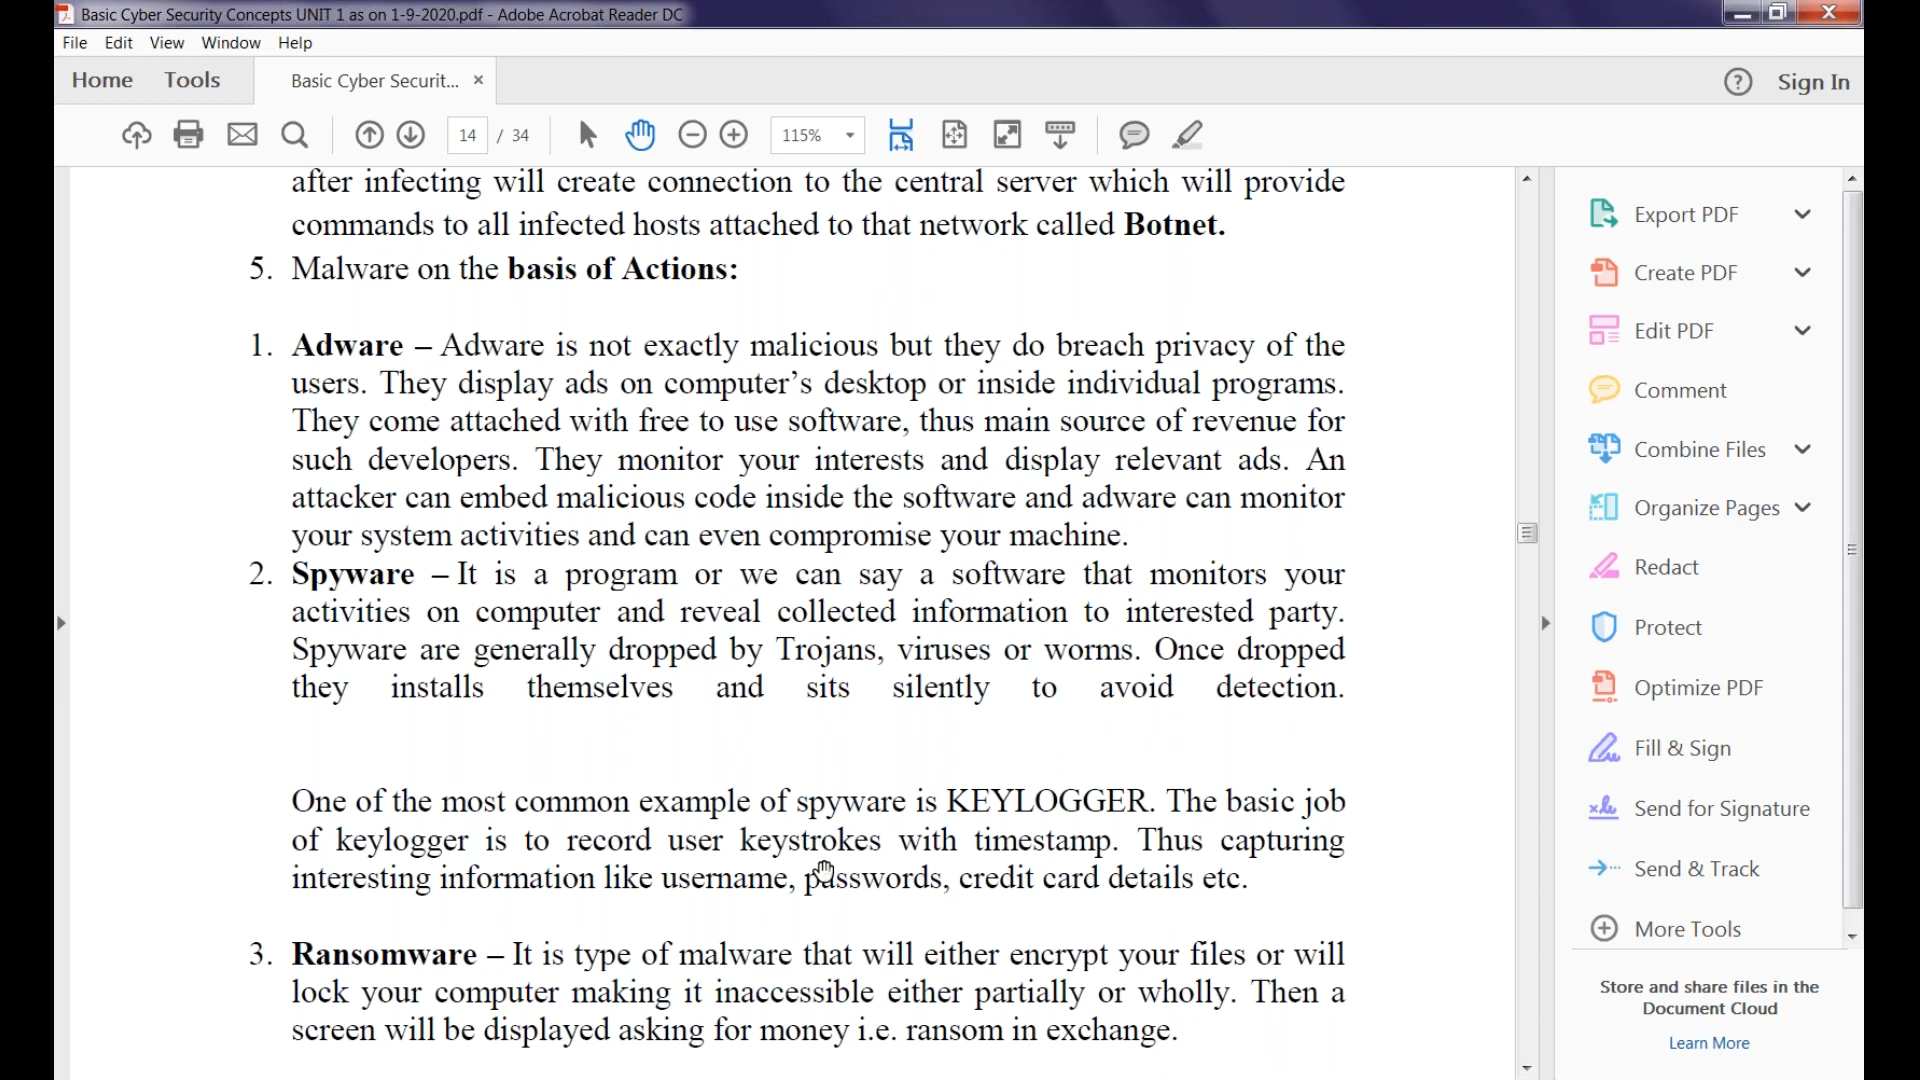 Basic Cyber Security Concepts UNIT 1 as on 1-9-2020.pdf - Adobe Acrobat Reader DC
File Edit View Window Help
Home Tools Basic Cyber Securit... × ? Sign In
14 / 34 115%
after infecting will create connection to the central server which will provide
commands to all infected hosts attached to that network called Botnet.
5. Malware on the basis of Actions:
1. Adware – Adware is not exactly malicious but they do breach privacy of the
users. They display ads on computer’s desktop or inside individual programs.
They come attached with free to use software, thus main source of revenue for
such developers. They monitor your interests and display relevant ads. An
attacker can embed malicious code inside the software and adware can monitor
your system activities and can even compromise your machine.
2. Spyware – It is a program or we can say a software that monitors your
activities on computer and reveal collected information to interested party.
Spyware are generally dropped by Trojans, viruses or worms. Once dropped
they installs themselves and sits silently to avoid detection.
One of the most common example of spyware is KEYLOGGER. The basic job
of keylogger is to record user keystrokes with timestamp. Thus capturing
interesting information like username, passwords, credit card details etc.
3. Ransomware – It is type of malware that will either encrypt your files or will
lock your computer making it inaccessible either partially or wholly. Then a
screen will be displayed asking for money i.e. ransom in exchange.
Export PDF
Create PDF
Edit PDF
Comment
Combine Files
Organize Pages
Redact
Protect
Optimize PDF
Fill & Sign
Send for Signature
Send & Track
More Tools
Store and share files in the
Document Cloud
Learn More